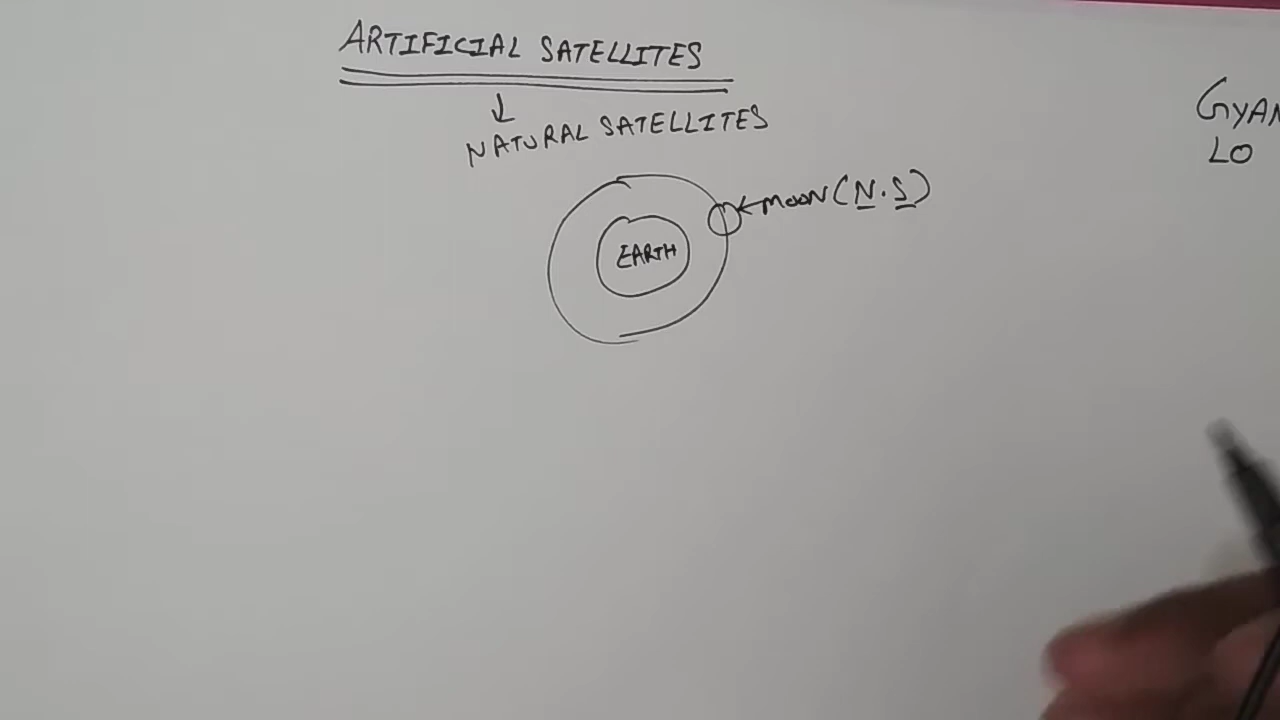 ARTIFICIAL SATELLITES
NATURAL SATELLITES
MOON (N.S)
EARTH
GYAN
LO